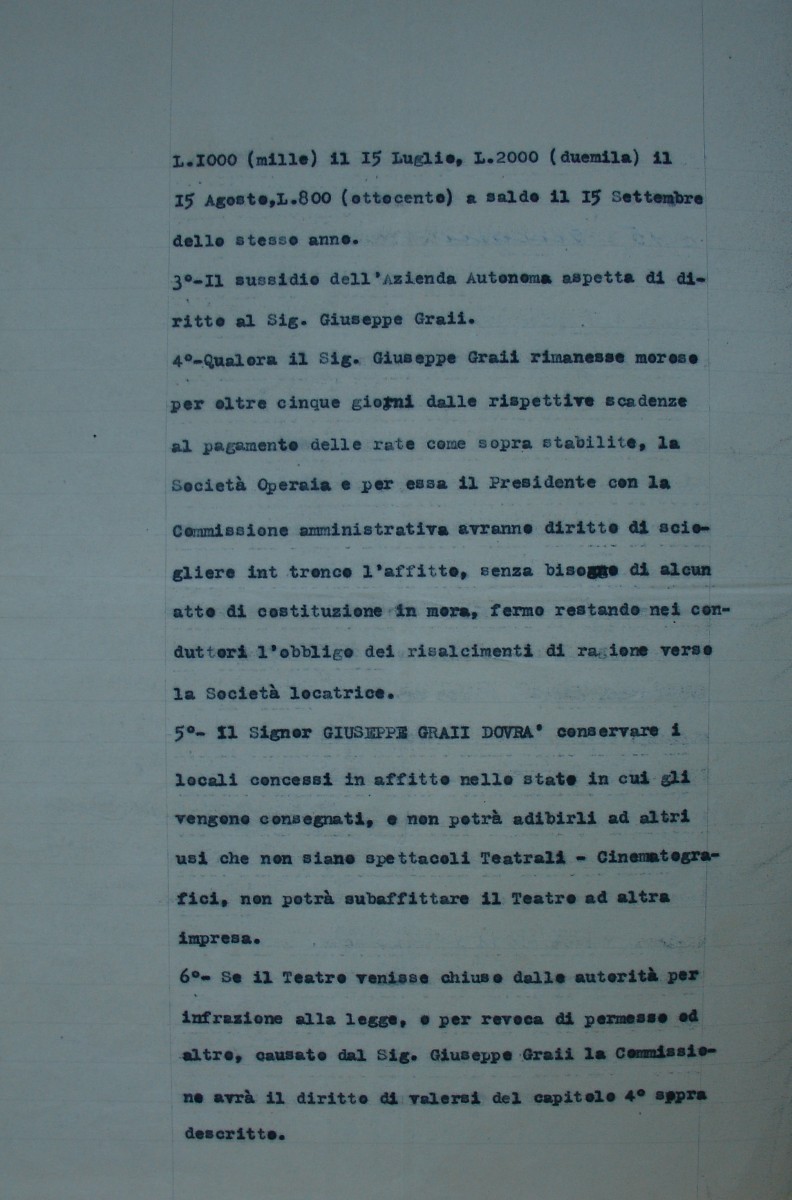 L.1000 (mille) il 15 Luglio, L.2000 (duemila) il
15 Agosto,L.800 (ottocento) a saldo il 15 Settembre
dello stesso anno.
3°-Il sussidio dell'Azienda Autonoma aspetta di di-
ritto al Sig. Giuseppe Graii.
4°-Qualora il Sig. Giuseppe Graii rimanesse moroso
per oltre cinque giorni dalle rispettive scadenze
al pagamento delle rate come sopra stabilite, la
Società Operaia e per essa il Presidente con la
Commissione amministrativa avranno diritto di scio-
gliere int tronco l'affitto, senza bisogno di alcun
atto di costituzione in mora, fermo restando nei con-
duttori l'obbligo dei risalcimenti di ragione verso
la Società locatrice.
5°- Il Signor GIUSEPPE GRAII DOVRA' conservare i
locali concessi in affitto nello stato in cui gli
vengono consegnati, e non potrà adibirli ad altri
usi che non siano spettacoli Teatrali - Cinematogra-
fici, non potrà subaffittare il Teatro ad altra
impresa.
6°- Se il Teatro venisse chiuso dalle autorità per
infrazione alla legge, o per revoca di permesso od
altro, causato dal Sig. Giuseppe Graii la Commissio-
ne avrà il diritto di valersi del capitolo 4° sopra
descritto.